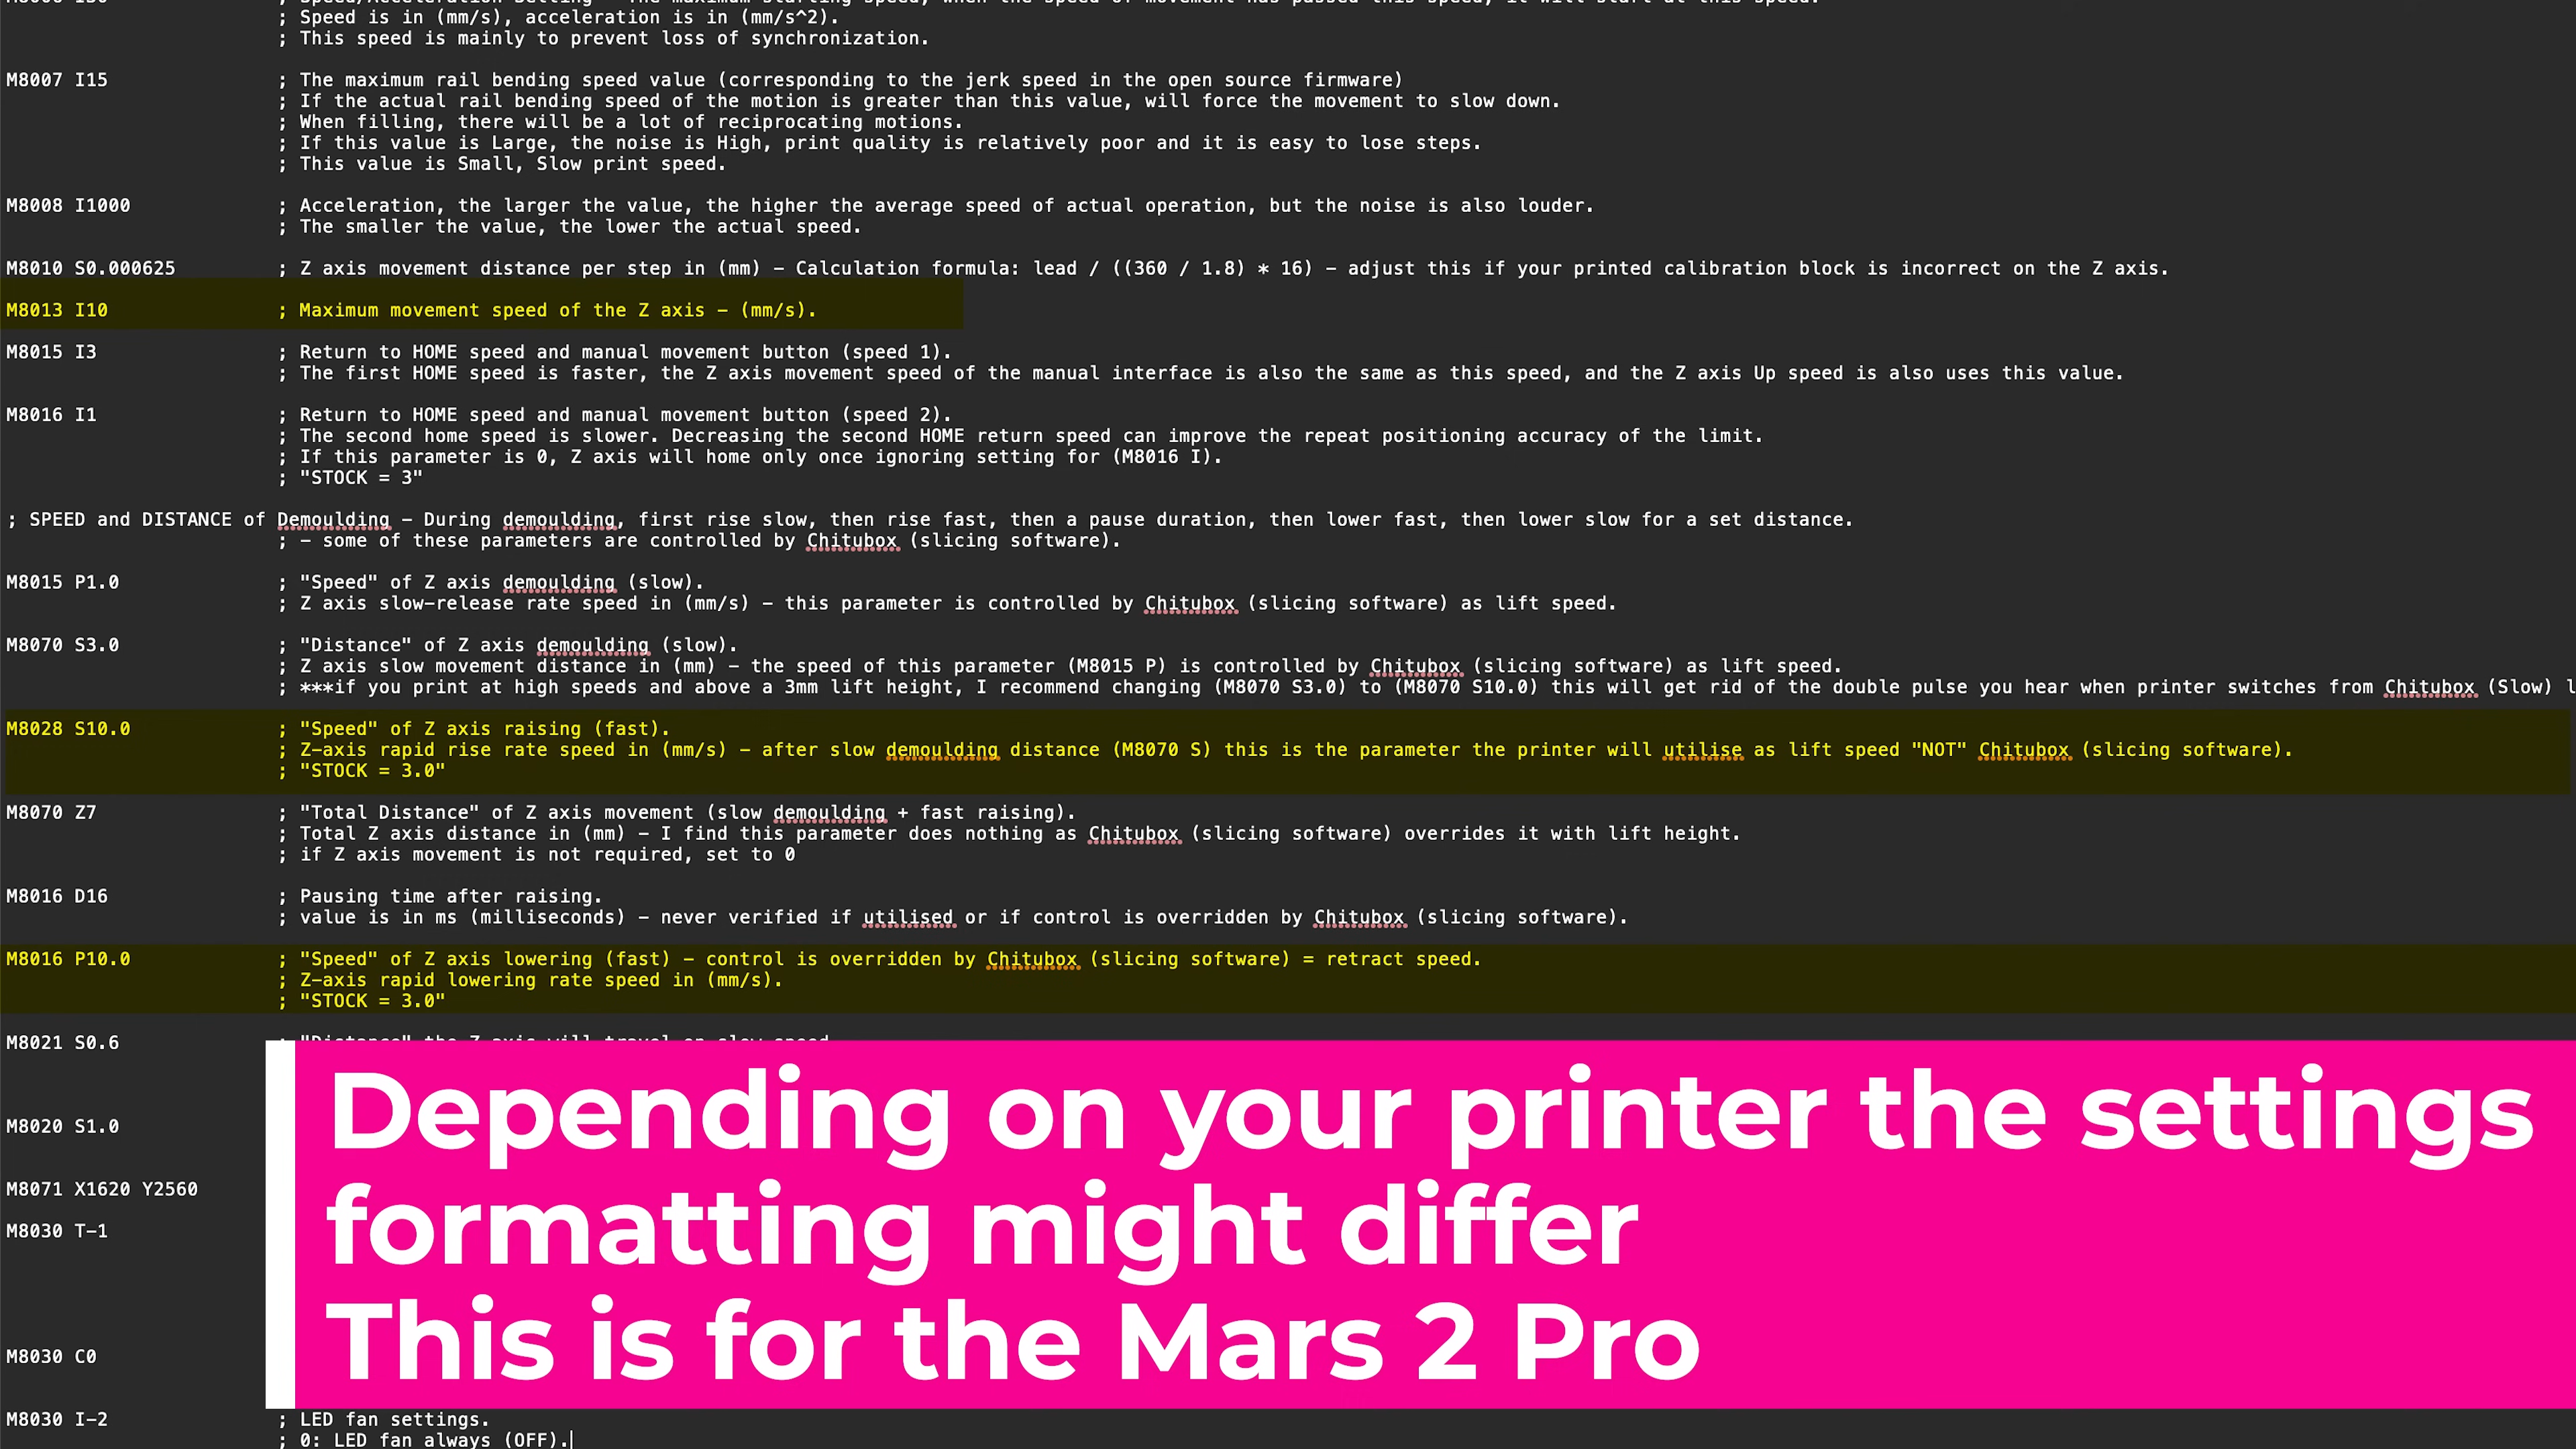 ; Speed is in (mm/s), acceleration is in (mm/s^2).
; This speed is mainly to prevent loss of synchronization.
M8007 I15 ; The maximum rail bending speed value (corresponding to the jerk speed in the open source firmware)
; If the actual rail bending speed of the motion is greater than this value, will force the movement to slow down.
; When filling, there will be a lot of reciprocating motions.
; If this value is Large, the noise is High, print quality is relatively poor and it is easy to lose steps.
; This value is Small, Slow print speed.
M8008 I1000 ; Acceleration, the larger the value, the higher the average speed of actual operation, but the noise is also louder.
; The smaller the value, the lower the actual speed.
M8010 S0.000625 ; Z axis movement distance per step in (mm) – Calculation formula: lead / ((360 / 1.8) * 16) – adjust this if your printed calibration block is incorrect on the Z axis.
M8013 I10 ; Maximum movement speed of the Z axis – (mm/s).
M8015 I3 ; Return to HOME speed and manual movement button (speed 1).
; The first HOME speed is faster, the Z axis movement speed of the manual interface is also the same as this speed, and the Z axis Up speed is also uses this value.
M8016 I1 ; Return to HOME speed and manual movement button (speed 2).
; The second home speed is slower. Decreasing the second HOME return speed can improve the repeat positioning accuracy of the limit.
; If this parameter is 0, Z axis will home only once ignoring setting for (M8016 I).
; "STOCK = 3"
; SPEED and DISTANCE of Demoulding – During demoulding, first rise slow, then rise fast, then a pause duration, then lower fast, then lower slow for a set distance.
; – some of these parameters are controlled by Chitubox (slicing software).
M8015 P1.0 ; "Speed" of Z axis demoulding (slow).
; Z axis slow–release rate speed in (mm/s) – this parameter is controlled by Chitubox (slicing software) as lift speed.
M8070 S3.0 ; "Distance" of Z axis demoulding (slow).
; Z axis slow movement distance in (mm) – the speed of this parameter (M8015 P) is controlled by Chitubox (slicing software) as lift speed.
; ***if you print at high speeds and above a 3mm lift height, I recommend changing (M8070 S3.0) to (M8070 S10.0) this will get rid of the double pulse you hear when printer switches from Chitubox (Slow)
M8028 S10.0 ; "Speed" of Z axis raising (fast).
; Z–axis rapid rise rate speed in (mm/s) – after slow demoulding distance (M8070 S) this is the parameter the printer will utilise as lift speed "NOT" Chitubox (slicing software).
; "STOCK = 3.0"
M8070 Z7 ; "Total Distance" of Z axis movement (slow demoulding + fast raising).
; Total Z axis distance in (mm) – I find this parameter does nothing as Chitubox (slicing software) overrides it with lift height.
; if Z axis movement is not required, set to 0
M8016 D16 ; Pausing time after raising.
; value is in ms (milliseconds) – never verified if utilised or if control is overridden by Chitubox (slicing software).
M8016 P10.0 ; "Speed" of Z axis lowering (fast) – control is overridden by Chitubox (slicing software) = retract speed.
; Z–axis rapid lowering rate speed in (mm/s).
; "STOCK = 3.0"
M8021 S0.6
M8020 S1.0
M8071 X1620 Y2560
M8030 T–1
M8030 C0
Depending on your printer the settings
formatting might differ
This is for the Mars 2 Pro
M8030 I–2 ; LED fan settings.
; 0: LED fan always (OFF).